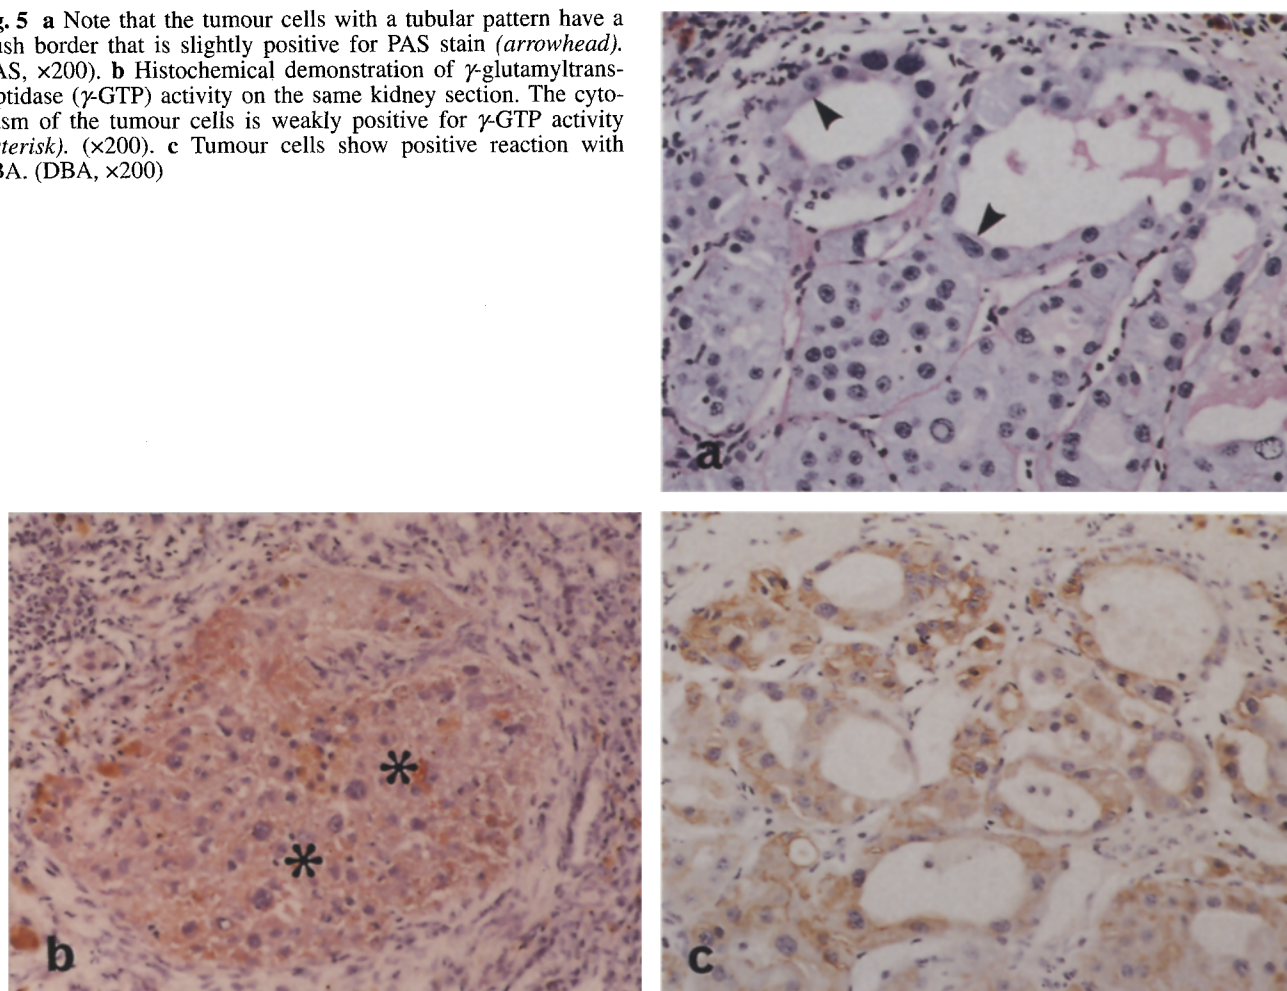 g. 5 a Note that the tumour cells with a tubular pattern have a
ush border that is slightly positive for PAS stain (arrowhead).
AS, ×200). b Histochemical demonstration of γ-glutamyltrans-
ptidase (γ-GTP) activity on the same kidney section. The cyto-
sm of the tumour cells is weakly positive for γ-GTP activity
terisk). (×200). c Tumour cells show positive reaction with
BA. (DBA, ×200)
a
b
c